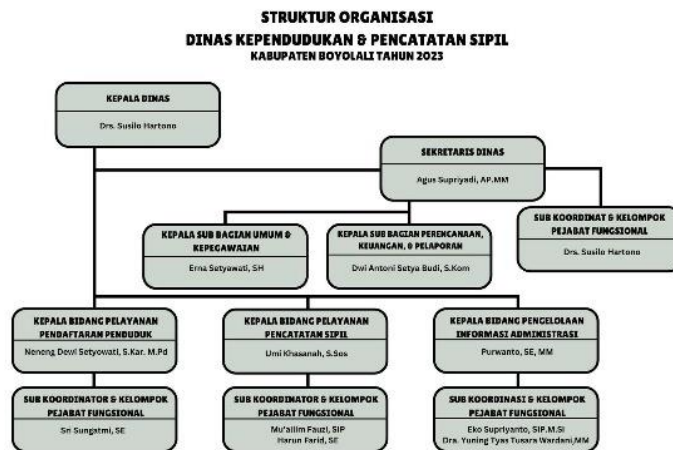 STRUKTUR ORGANISASI
DINAS KEPENDUDUKAN & PENCATATAN SIPIL
KABUPATEN BOYOLALI TAHUN 2023
KEPALA DINAS
Drs. Susilo Hartono
SEKRETARIS DINAS
Agus Supriyadi, AP.MM
KEPALA SUB BAGIAN UMUM &
KEPEGAWAIAN
Erna Setyawati, SH
KEPALA SUB BAGIAN PERENCANAAN,
KEUANGAN, & PELAPORAN
Dwi Antoni Setya Budi, S.Kom
SUB KOORDINAT & KELOMPOK
PEJABAT FUNGSIONAL
Drs. Susilo Hartono
KEPALA BIDANG PELAYANAN
PENDAFTARAN PENDUDUK
Neneng Dewi Setyowati, S.Kar. M.Pd
KEPALA BIDANG PELAYANAN
PENCATATAN SIPIL
Umi Khasanah, S.Sos
KEPALA BIDANG PENGELOLAAN
INFORMASI ADMINISTRASI
Purwanto, SE, MM
SUB KOORDINATOR & KELOMPOK
PEJABAT FUNGSIONAL
Sri Sungatmi, SE
SUB KOORDINATOR & KELOMPOK
PEJABAT FUNGSIONAL
Mu'allim Fauzi, SIP
Harun Farid, SE
SUB KOORDINASI & KELOMPOK
PEJABAT FUNGSIONAL
Eko Supriyanto, SIP.M.SI
Dra. Yuning Tyas Tusara Wardani,MM